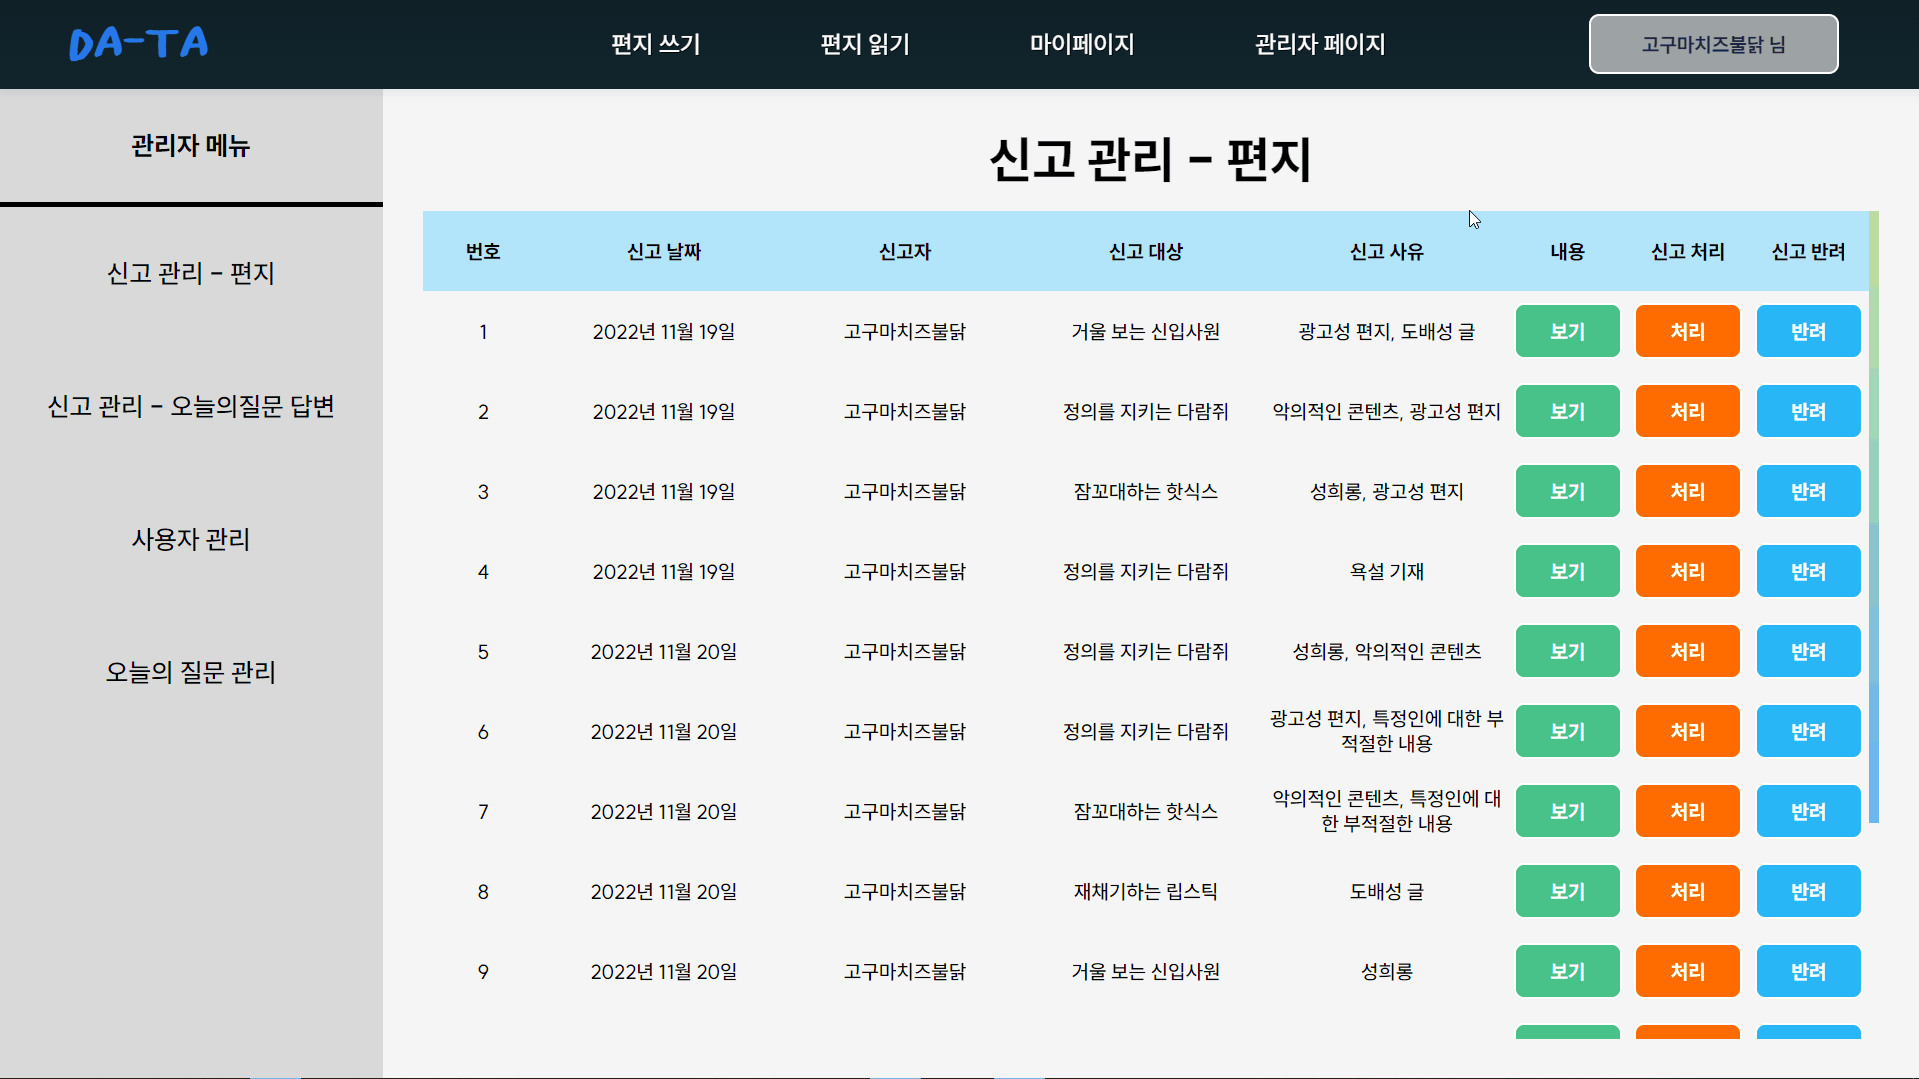 DA-TA
편지 쓰기
편지 읽기
마이페이지
관리자 페이지
고구마치즈불닭 님
관리자 메뉴
신고 관리 - 편지
신고 관리 - 오늘의질문 답변
사용자 관리
오늘의 질문 관리
신고 관리 - 편지
번호 신고 날짜 신고자 신고 대상 신고 사유 내용 신고 처리 신고 반려
1 2022년 11월 19일 고구마치즈불닭 거울 보는 신입사원 광고성 편지, 도배성 글 보기 처리 반려
2 2022년 11월 19일 고구마치즈불닭 정의를 지키는 다람쥐 악의적인 콘텐츠, 광고성 편지 보기 처리 반려
3 2022년 11월 19일 고구마치즈불닭 잠꼬대하는 핫식스 성희롱, 광고성 편지 보기 처리 반려
4 2022년 11월 19일 고구마치즈불닭 정의를 지키는 다람쥐 욕설 기재 보기 처리 반려
5 2022년 11월 20일 고구마치즈불닭 정의를 지키는 다람쥐 성희롱, 악의적인 콘텐츠 보기 처리 반려
6 2022년 11월 20일 고구마치즈불닭 정의를 지키는 다람쥐 광고성 편지, 특정인에 대한 부
적절한 내용 보기 처리 반려
7 2022년 11월 20일 고구마치즈불닭 잠꼬대하는 핫식스 악의적인 콘텐츠, 특정인에 대
한 부적절한 내용 보기 처리 반려
8 2022년 11월 20일 고구마치즈불닭 재채기하는 립스틱 도배성 글 보기 처리 반려
9 2022년 11월 20일 고구마치즈불닭 거울 보는 신입사원 성희롱 보기 처리 반려